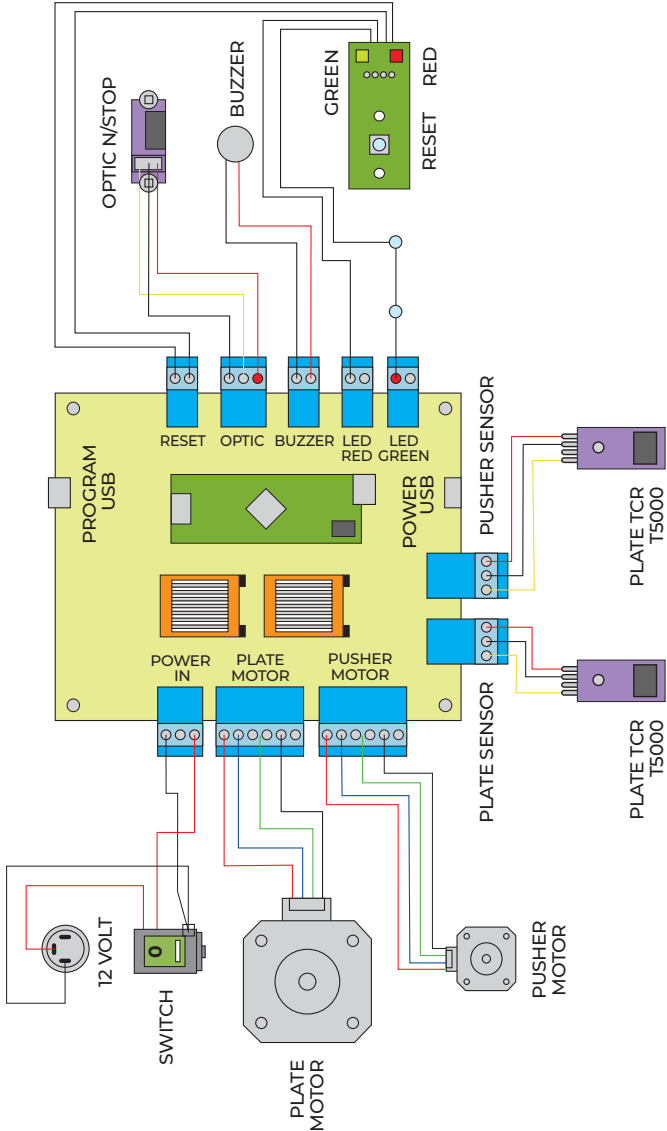 OPTIC N/STOP
BUZZER
GREEN
RED
RESET
RESET
OPTIC
BUZZER
LED
RED
LED
GREEN
PROGRAM
USB
POWER
USB
PUSHER SENSOR
PLATE TCR
T5000
POWER
IN
PLATE
MOTOR
PUSHER
MOTOR
PLATE SENSOR
PLATE TCR
T5000
12 VOLT
0
SWITCH
PLATE
MOTOR
PUSHER
MOTOR